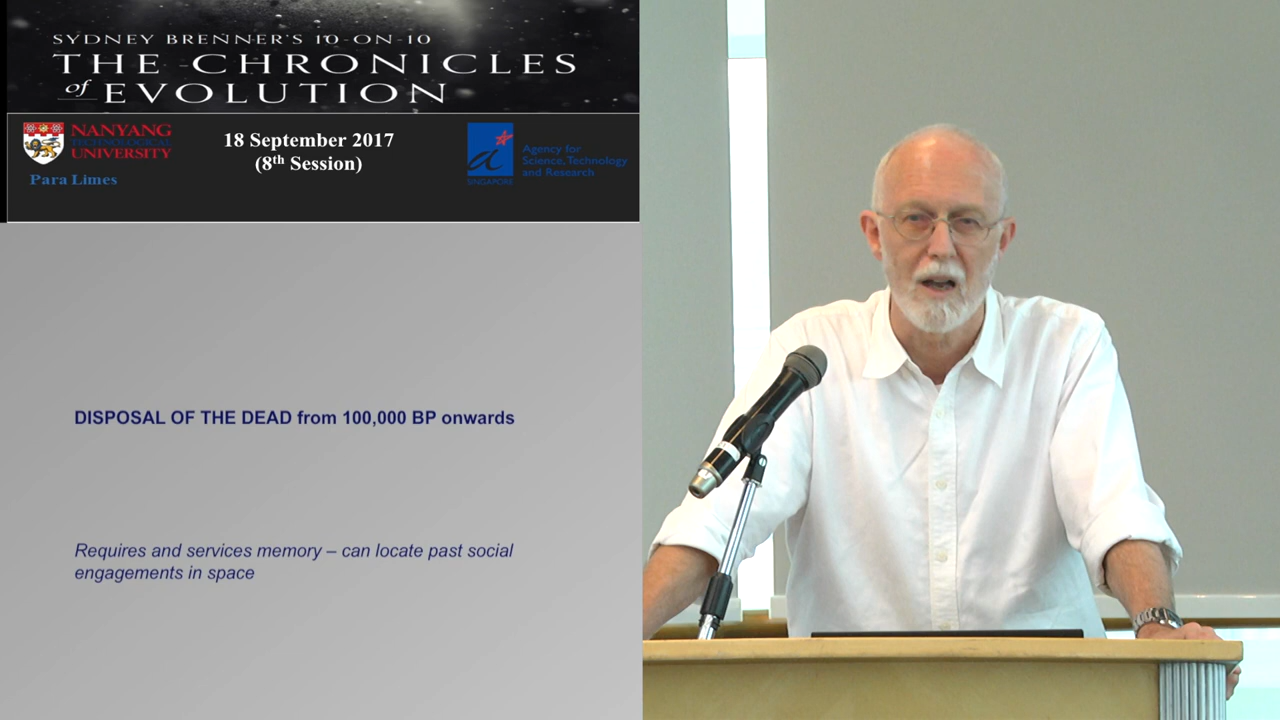 SYDNEY BRENNER'S 10-ON-10
THE CHRONICLES
of EVOLUTION
NANYANG
TECHNOLOGICAL
UNIVERSITY
Para Limes
18 September 2017
(8th Session)
SINGAPORE
Agency for
Science, Technology
and Research
DISPOSAL OF THE DEAD from 100,000 BP onwards
Requires and services memory – can locate past social
engagements in space